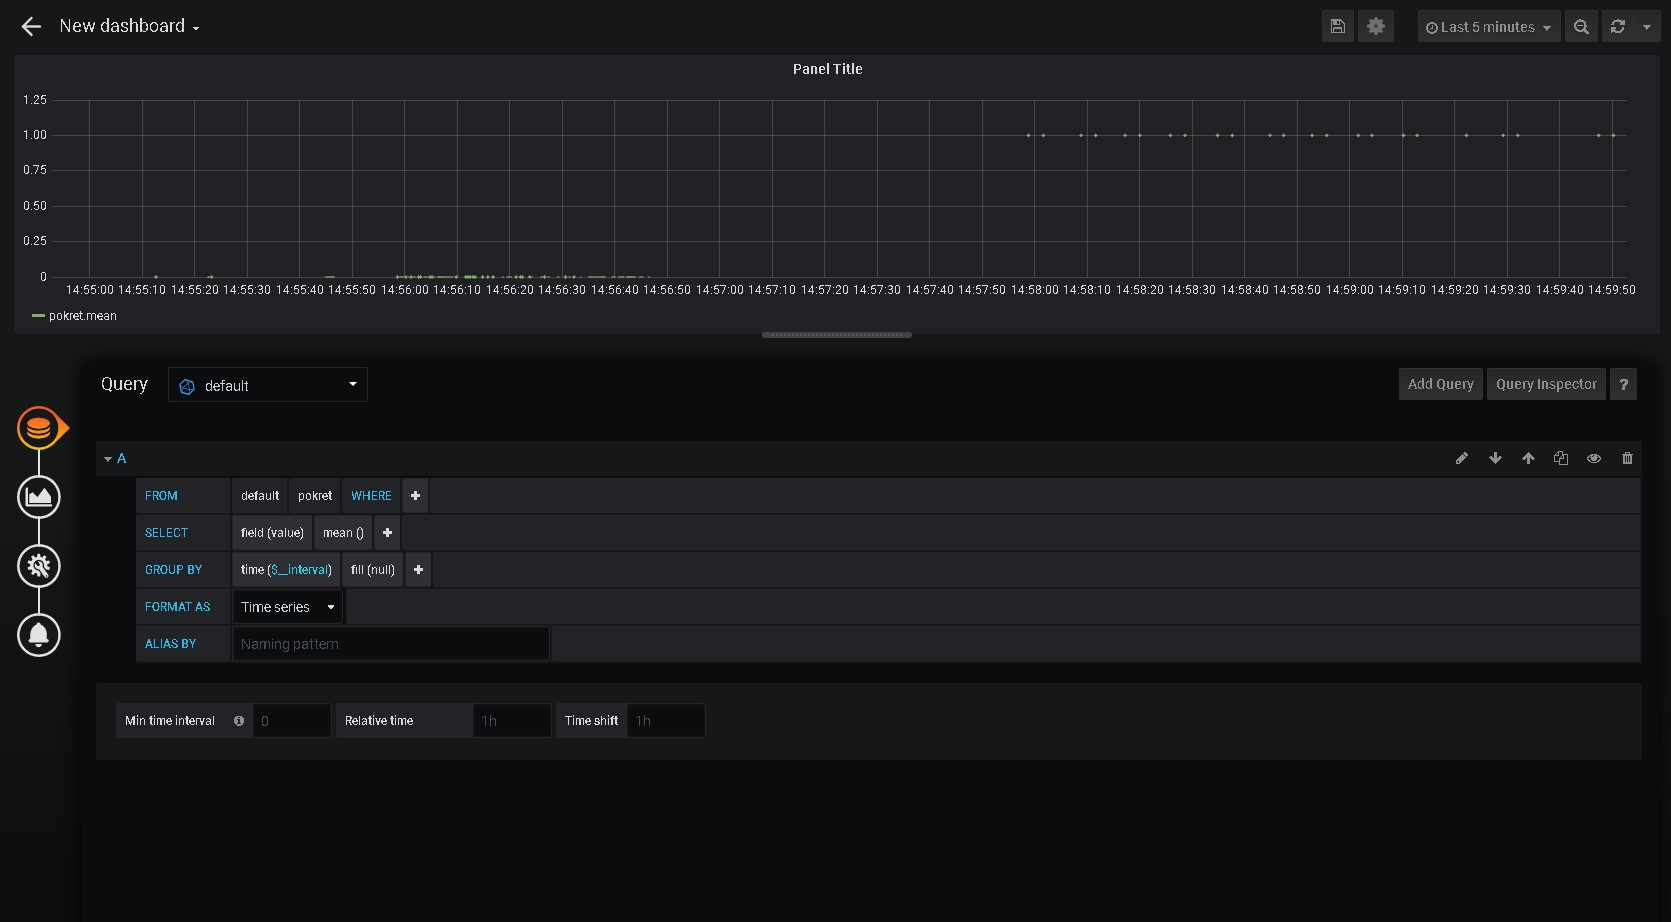 New dashboard
Last 5 minutes
Panel Title
1.25
1.00
0.75
0.50
0.25
0
14:55:00 14:55:10 14:55:20 14:55:30 14:55:40 14:55:50 14:56:00 14:56:10 14:56:20 14:56:30 14:56:40 14:56:50 14:57:00 14:57:10 14:57:20 14:57:30 14:57:40 14:57:50 14:58:00 14:58:10 14:58:20 14:58:30 14:58:40 14:58:50 14:59:00 14:59:10 14:59:20 14:59:30 14:59:40 14:59:50
pokret.mean
Query default Add Query Query Inspector ?
A
FROM default pokret WHERE +
SELECT field (value) mean () +
GROUP BY time ($__interval) fill (null) +
FORMAT AS Time series
ALIAS BY Naming pattern
Min time interval 0 Relative time 1h Time shift 1h